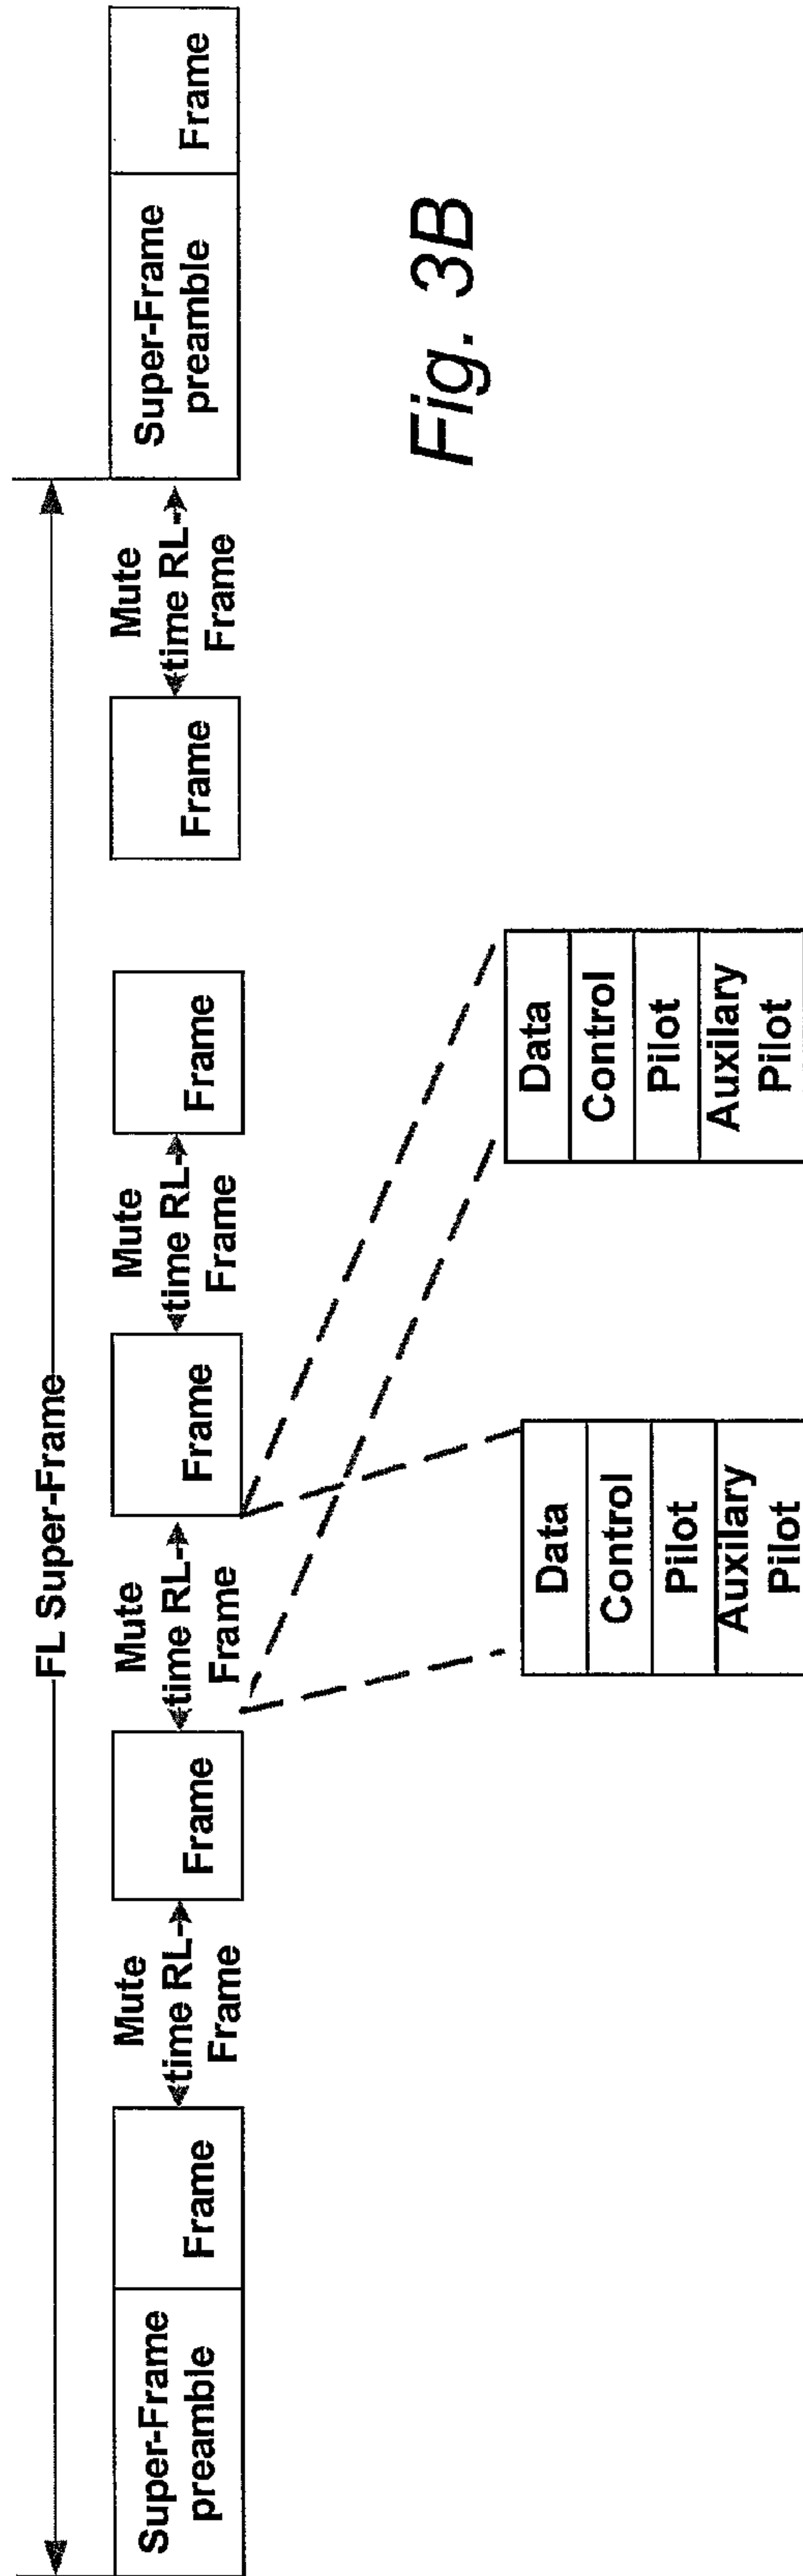 FL Super-Frame
Super-Frame
preamble
Frame
Mute
time RL-
Frame
Frame
Mute
time RL-
Frame
Frame
Mute
time RL-
Frame
Frame
Frame
Mute
time RL-
Frame
Super-Frame
preamble
Frame
Data
Control
Pilot
Auxilary
Pilot
Data
Control
Pilot
Auxilary
Pilot
Fig. 3B